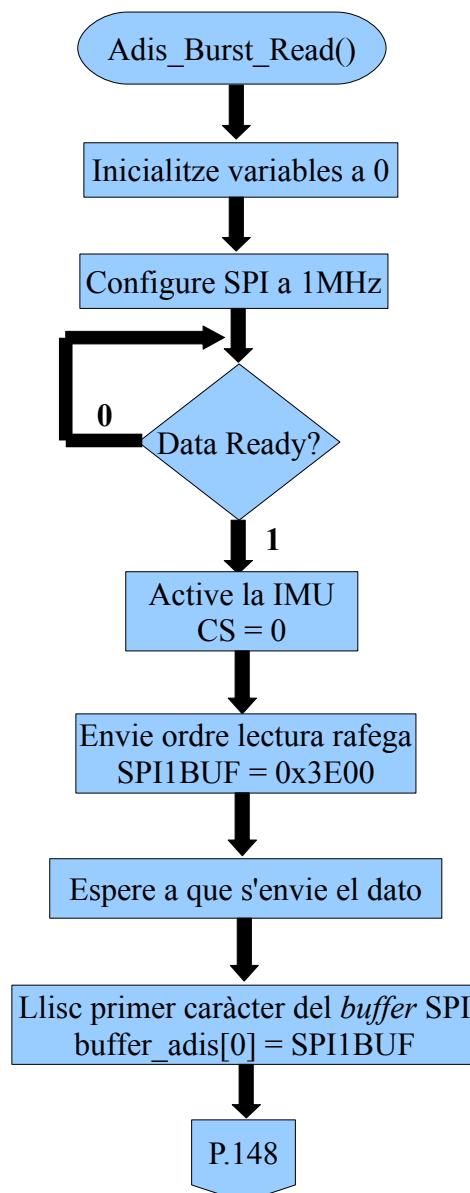 Adis_Burst_Read()
Inicialitze variables a 0
Configure SPI a 1MHz
0
Data Ready?
1
Active la IMU
CS = 0
Envie ordre lectura rafega
SPI1BUF = 0x3E00
Espere a que s'envie el dato
Llisc primer caràcter del buffer SPI
buffer_adis[0] = SPI1BUF
P.148